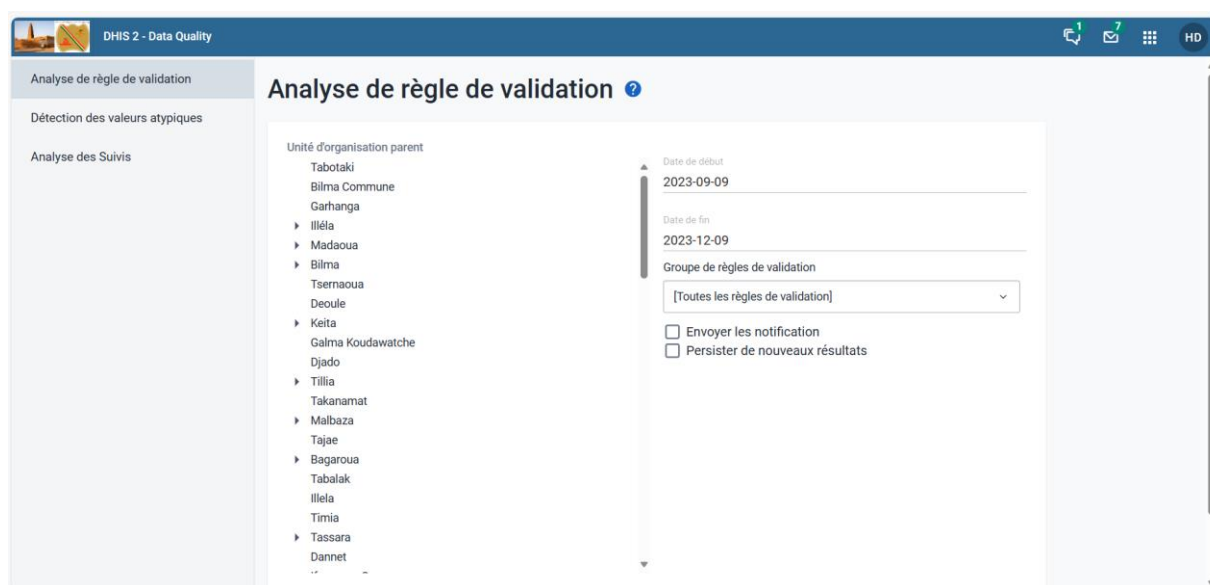 DHIS 2 - Data Quality
1
7
HD
Analyse de règle de validation
Détection des valeurs atypiques
Analyse des Suivis
Analyse de règle de validation ?
Unité d'organisation parent
Tabotaki
Bilma Commune
Garhanga
Illéla
Madaoua
Bilma
Tsernaoua
Deoule
Keita
Galma Koudawatche
Djado
Tillia
Takanamat
Malbaza
Tajae
Bagaroua
Tabalak
Illela
Timia
Tassara
Dannet
Date de début
2023-09-09
Date de fin
2023-12-09
Groupe de règles de validation
[Toutes les règles de validation]
Envoyer les notification
Persister de nouveaux résultats